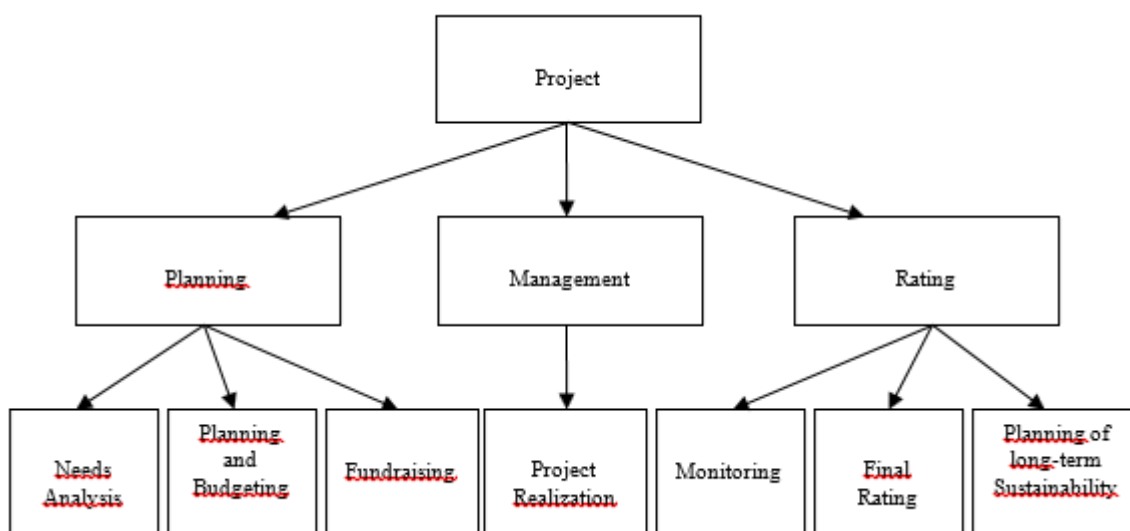 Project
Planning
Management
Rating
Needs
Analysis
Planning
and
Budgeting
Fundraising
Project
Realization
Monitoring
Final
Rating
Planning of
long-term
Sustainability